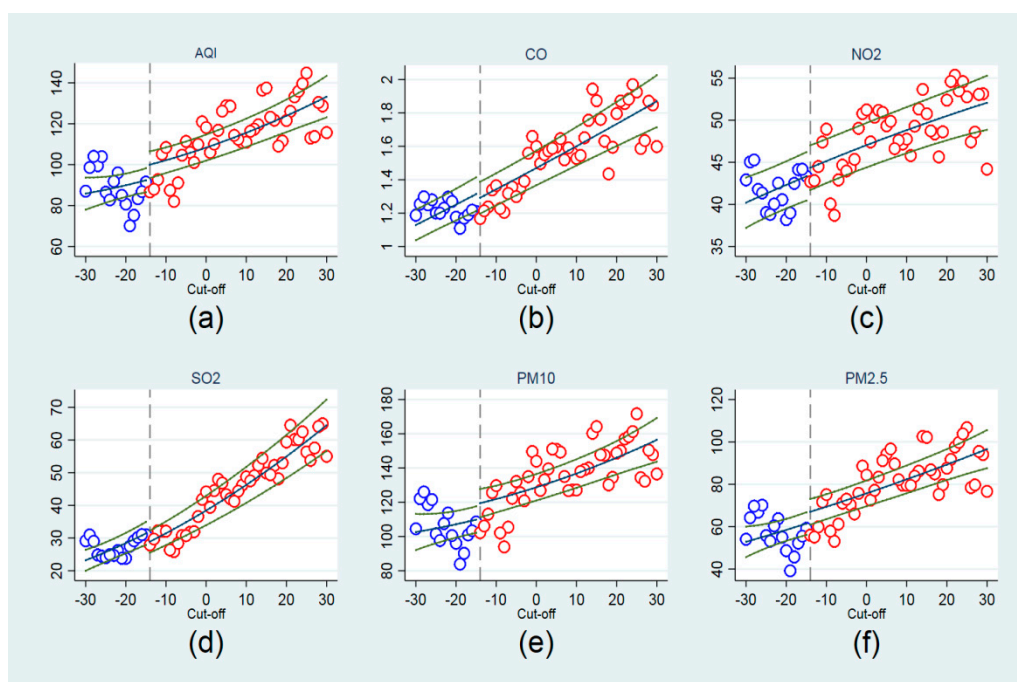 AQI
140
120
100
80
60
-30 -20 -10 0 10 20 30
Cut-off
(a)
CO
2
1.8
1.6
1.4
1.2
1
-30 -20 -10 0 10 20 30
Cut-off
(b)
NO2
55
50
45
40
35
-30 -20 -10 0 10 20 30
Cut-off
(c)
SO2
70
60
50
40
30
20
-30 -20 -10 0 10 20 30
Cut-off
(d)
PM10
180
160
140
120
100
80
-30 -20 -10 0 10 20 30
Cut-off
(e)
PM2.5
120
100
80
60
40
-30 -20 -10 0 10 20 30
Cut-off
(f)